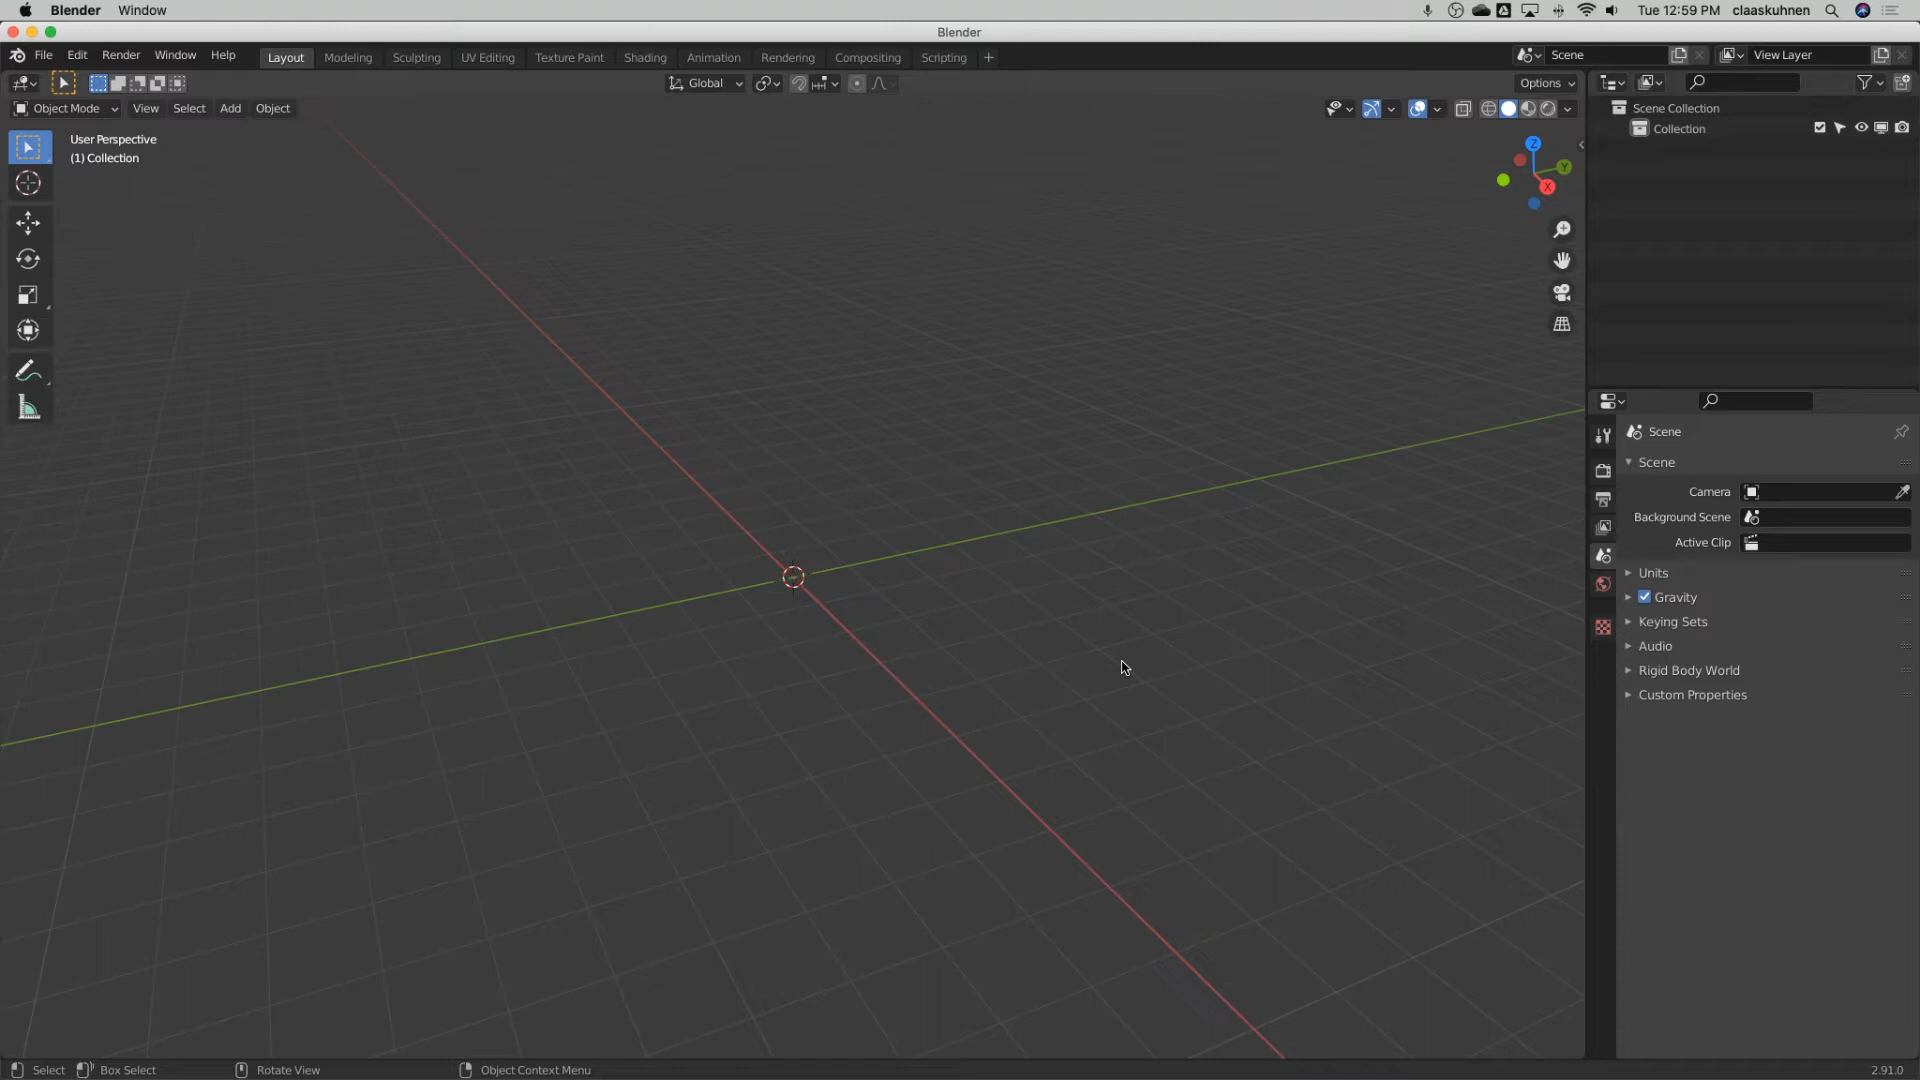 Blender Window Tue 12:59 PM claaskuhnen
Blender
File Edit Render Window Help Layout Modeling Sculpting UV Editing Texture Paint Shading Animation Rendering Compositing Scripting + Scene View Layer
Global Options
Object Mode View Select Add Object
User Perspective
(1) Collection
Z
Y
X
Scene Collection
Collection
Scene
Scene
Camera
Background Scene
Active Clip
Units
Gravity
Keying Sets
Audio
Rigid Body World
Custom Properties
Select Box Select Rotate View Object Context Menu 2.91.0